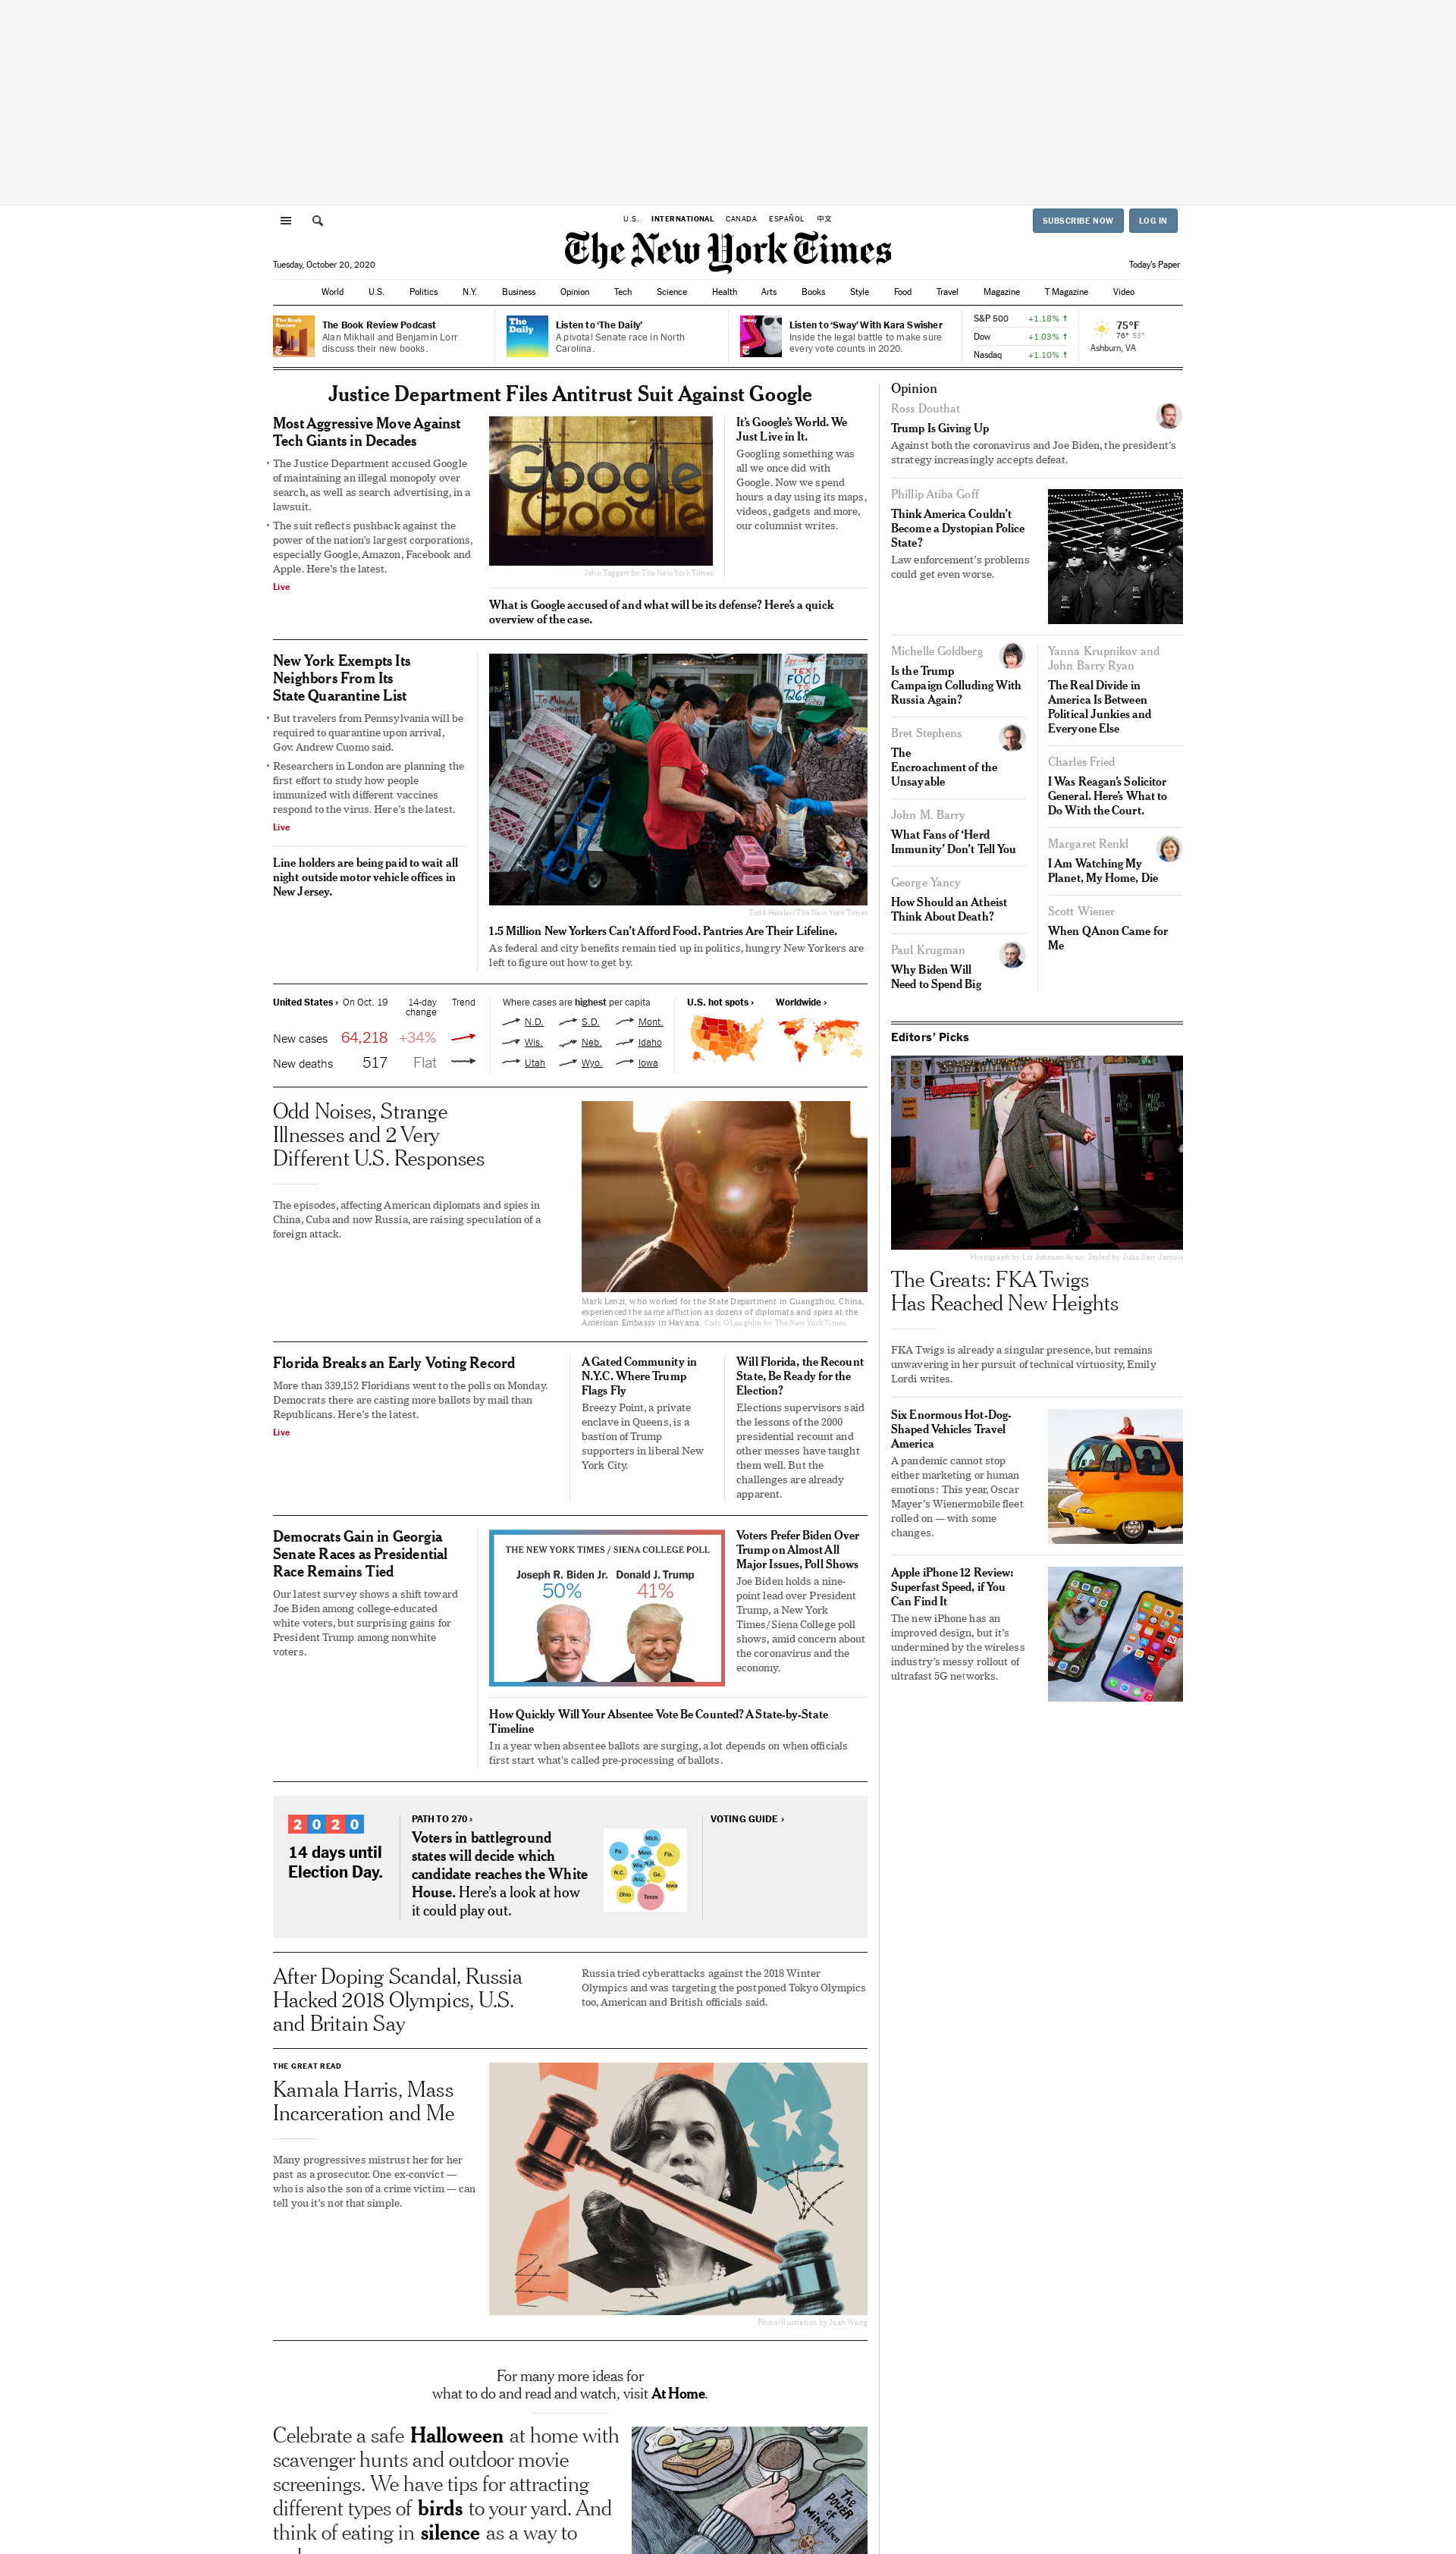 U.S. INTERNATIONAL CANADA ESPAÑOL 中文
SUBSCRIBE NOW LOG IN
The New York Times
Tuesday, October 20, 2020
Today's Paper
World U.S. Politics N.Y. Business Opinion Tech Science Health Arts Books Style Food Travel Magazine T Magazine Video
The Book Review
The Book Review Podcast
Alan Mikhail and Benjamin Lorr
discuss their new books.
The Daily
Listen to 'The Daily'
A pivotal Senate race in North
Carolina.
Sway
Listen to 'Sway' With Kara Swisher
Inside the legal battle to make sure
every vote counts in 2020.
S&P 500 +1.18% ↑
Dow +1.03% ↑
Nasdaq +1.10% ↑
75°F
76° 53°
Ashburn, VA
Justice Department Files Antitrust Suit Against Google
Most Aggressive Move Against
Tech Giants in Decades
• The Justice Department accused Google
of maintaining an illegal monopoly over
search, as well as search advertising, in a
lawsuit.
• The suit reflects pushback against the
power of the nation's largest corporations,
especially Google, Amazon, Facebook and
Apple. Here's the latest.
Live
Google
Google
John Taggart for The New York Times
It's Google's World. We
Just Live in It.
Googling something was
all we once did with
Google. Now we spend
hours a day using its maps,
videos, gadgets and more,
our columnist writes.
What is Google accused of and what will be its defense? Here's a quick
overview of the case.
New York Exempts Its
Neighbors From Its
State Quarantine List
• But travelers from Pennsylvania will be
required to quarantine upon arrival,
Gov. Andrew Cuomo said.
• Researchers in London are planning the
first effort to study how people
immunized with different vaccines
respond to the virus. Here's the latest.
Live
Line holders are being paid to wait all
night outside motor vehicle offices in
New Jersey.
TEXT
FOOD
Todd Heisler/The New York Times
1.5 Million New Yorkers Can't Afford Food. Pantries Are Their Lifeline.
As federal and city benefits remain tied up in politics, hungry New Yorkers are
left to figure out how to get by.
United States › On Oct. 19 14-day
change Trend
New cases 64,218 +34%
New deaths 517 Flat
Where cases are highest per capita
N.D. S.D. Mont.
Wis. Neb. Idaho
Utah Wyo. Iowa
U.S. hot spots › Worldwide ›
Odd Noises, Strange
Illnesses and 2 Very
Different U.S. Responses
The episodes, affecting American diplomats and spies in
China, Cuba and now Russia, are raising speculation of a
foreign attack.
Mark Lenzi, who worked for the State Department in Guangzhou, China,
experienced the same affliction as dozens of diplomats and spies at the
American Embassy in Havana. Cody O'Loughlin for The New York Times
Florida Breaks an Early Voting Record
More than 339,152 Floridians went to the polls on Monday.
Democrats there are casting more ballots by mail than
Republicans. Here's the latest.
Live
A Gated Community in
N.Y.C. Where Trump
Flags Fly
Breezy Point, a private
enclave in Queens, is a
bastion of Trump
supporters in liberal New
York City.
Will Florida, the Recount
State, Be Ready for the
Election?
Elections supervisors said
the lessons of the 2000
presidential recount and
other messes have taught
them well. But the
challenges are already
apparent.
Democrats Gain in Georgia
Senate Races as Presidential
Race Remains Tied
Our latest survey shows a shift toward
Joe Biden among college-educated
white voters, but surprising gains for
President Trump among nonwhite
voters.
THE NEW YORK TIMES / SIENA COLLEGE POLL
Joseph R. Biden Jr. Donald J. Trump
50% 41%
Voters Prefer Biden Over
Trump on Almost All
Major Issues, Poll Shows
Joe Biden holds a nine-
point lead over President
Trump, a New York
Times/Siena College poll
shows, amid concern about
the coronavirus and the
economy.
How Quickly Will Your Absentee Vote Be Counted? A State-by-State
Timeline
In a year when absentee ballots are surging, a lot depends on when officials
first start what's called pre-processing of ballots.
2020
14 days until
Election Day.
PATH TO 270 ›
Voters in battleground
states will decide which
candidate reaches the White
House. Here's a look at how
it could play out.
Mich.
Pa. Minn. Fla.
Wis. N.H.
N.C. Ariz. Ga.
Iowa
Ohio Texas
VOTING GUIDE ›
After Doping Scandal, Russia
Hacked 2018 Olympics, U.S.
and Britain Say
Russia tried cyberattacks against the 2018 Winter
Olympics and was targeting the postponed Tokyo Olympics
too, American and British officials said.
THE GREAT READ
Kamala Harris, Mass
Incarceration and Me
Many progressives mistrust her for her
past as a prosecutor. One ex-convict —
who is also the son of a crime victim — can
tell you it's not that simple.
Photo illustration by Joan Wong
For many more ideas for
what to do and read and watch, visit At Home.
Celebrate a safe Halloween at home with
scavenger hunts and outdoor movie
screenings. We have tips for attracting
different types of birds to your yard. And
think of eating in silence as a way to
THE
POWER
OF
Mindfulness
Opinion
Ross Douthat
Trump Is Giving Up
Against both the coronavirus and Joe Biden, the president's
strategy increasingly accepts defeat.
Phillip Atiba Goff
Think America Couldn't
Become a Dystopian Police
State?
Law enforcement's problems
could get even worse.
Michelle Goldberg
Is the Trump
Campaign Colluding With
Russia Again?
Bret Stephens
The
Encroachment of the
Unsayable
John M. Barry
What Fans of 'Herd
Immunity' Don't Tell You
George Yancy
How Should an Atheist
Think About Death?
Paul Krugman
Why Biden Will
Need to Spend Big
Yanna Krupnikov and
John Barry Ryan
The Real Divide in
America Is Between
Political Junkies and
Everyone Else
Charles Fried
I Was Reagan's Solicitor
General. Here's What to
Do With the Court.
Margaret Renkl
I Am Watching My
Planet, My Home, Die
Scott Wiener
When QAnon Came for
Me
Editors' Picks
Photograph by Liz Johnson Artur. Styled by Julia Sarr-Jamois
The Greats: FKA Twigs
Has Reached New Heights
FKA Twigs is already a singular presence, but remains
unwavering in her pursuit of technical virtuosity, Emily
Lordi writes.
Six Enormous Hot-Dog-
Shaped Vehicles Travel
America
A pandemic cannot stop
either marketing or human
emotions: This year, Oscar
Mayer's Wienermobile fleet
rolled on — with some
changes.
Apple iPhone 12 Review:
Superfast Speed, if You
Can Find It
The new iPhone has an
improved design, but it's
undermined by the wireless
industry's messy rollout of
ultrafast 5G networks.